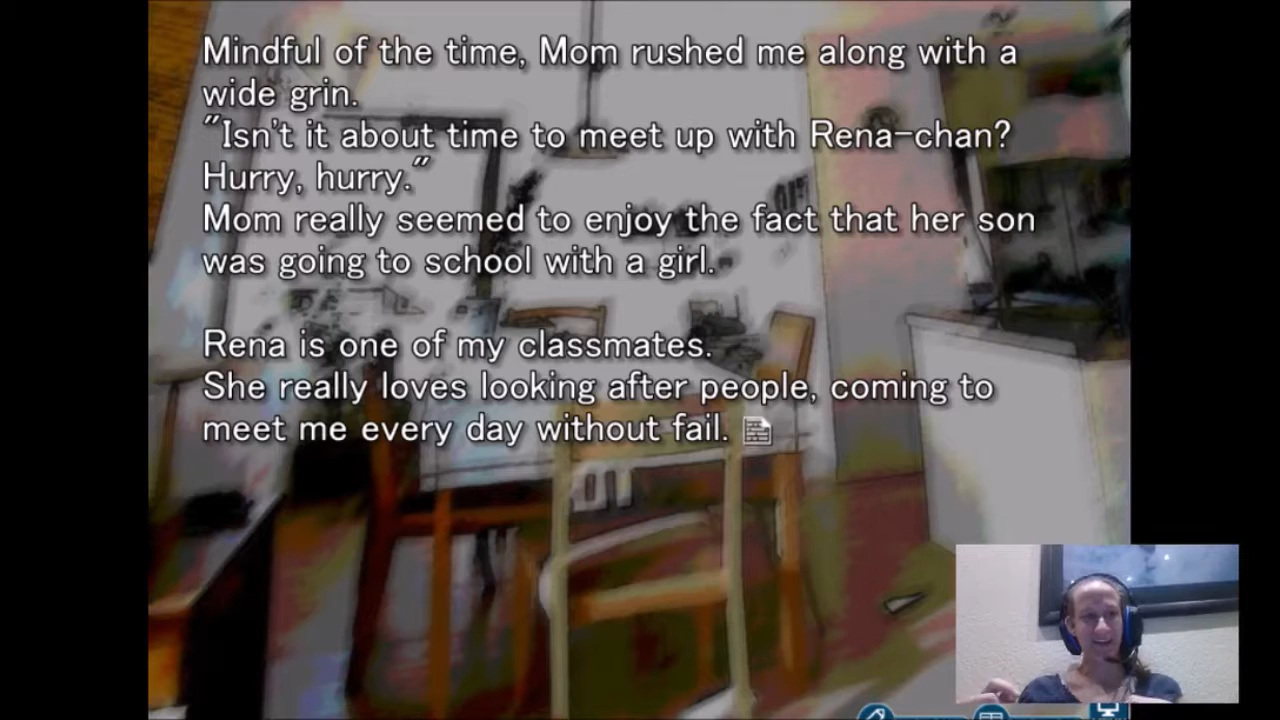 Mindful of the time, Mom rushed me along with a
wide grin.
"Isn't it about time to meet up with Rena-chan?
Hurry, hurry."
Mom really seemed to enjoy the fact that her son
was going to school with a girl.
Rena is one of my classmates.
She really loves looking after people, coming to
meet me every day without fail.